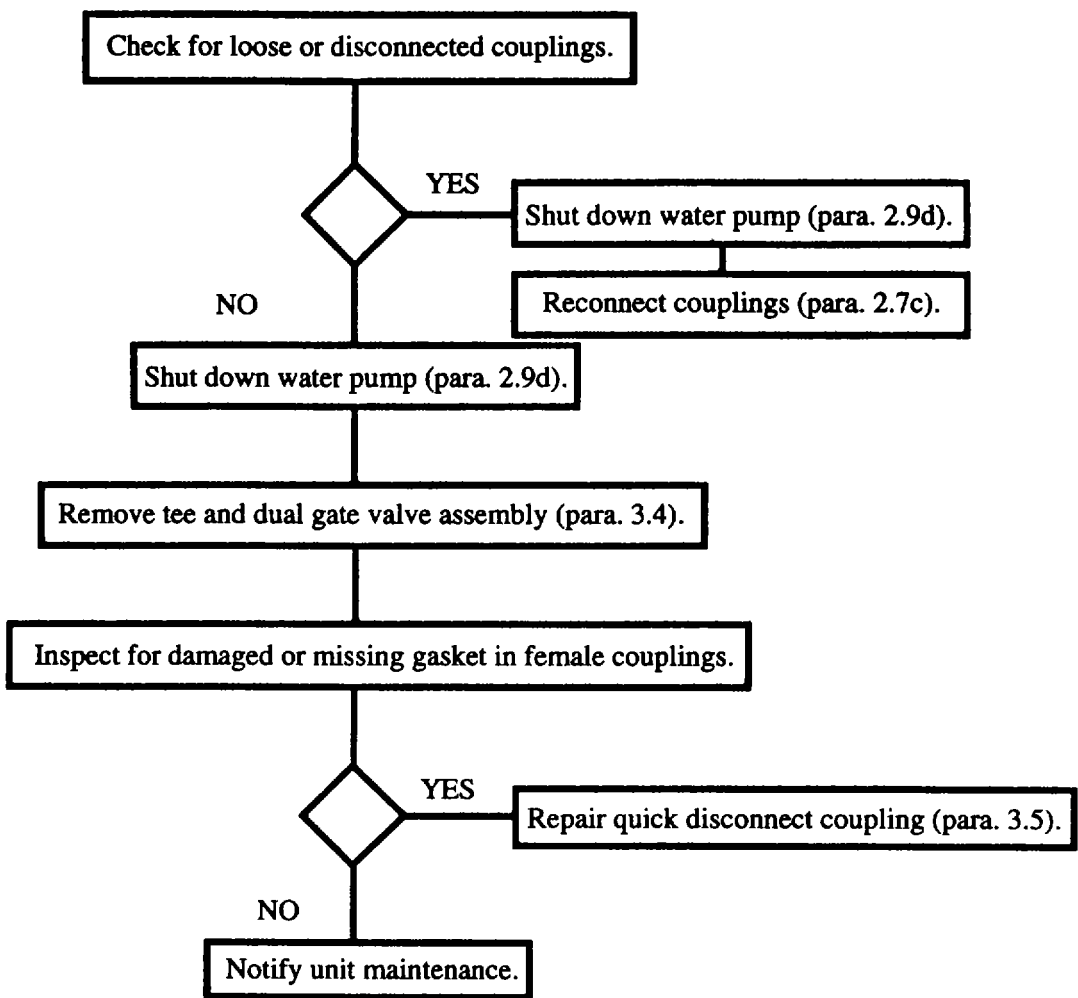 Check for loose or disconnected couplings.
YES
Shut down water pump (para. 2.9d).
Reconnect couplings (para. 2.7c).
NO
Shut down water pump (para. 2.9d).
Remove tee and dual gate valve assembly (para. 3.4).
Inspect for damaged or missing gasket in female couplings.
YES
Repair quick disconnect coupling (para. 3.5).
NO
Notify unit maintenance.